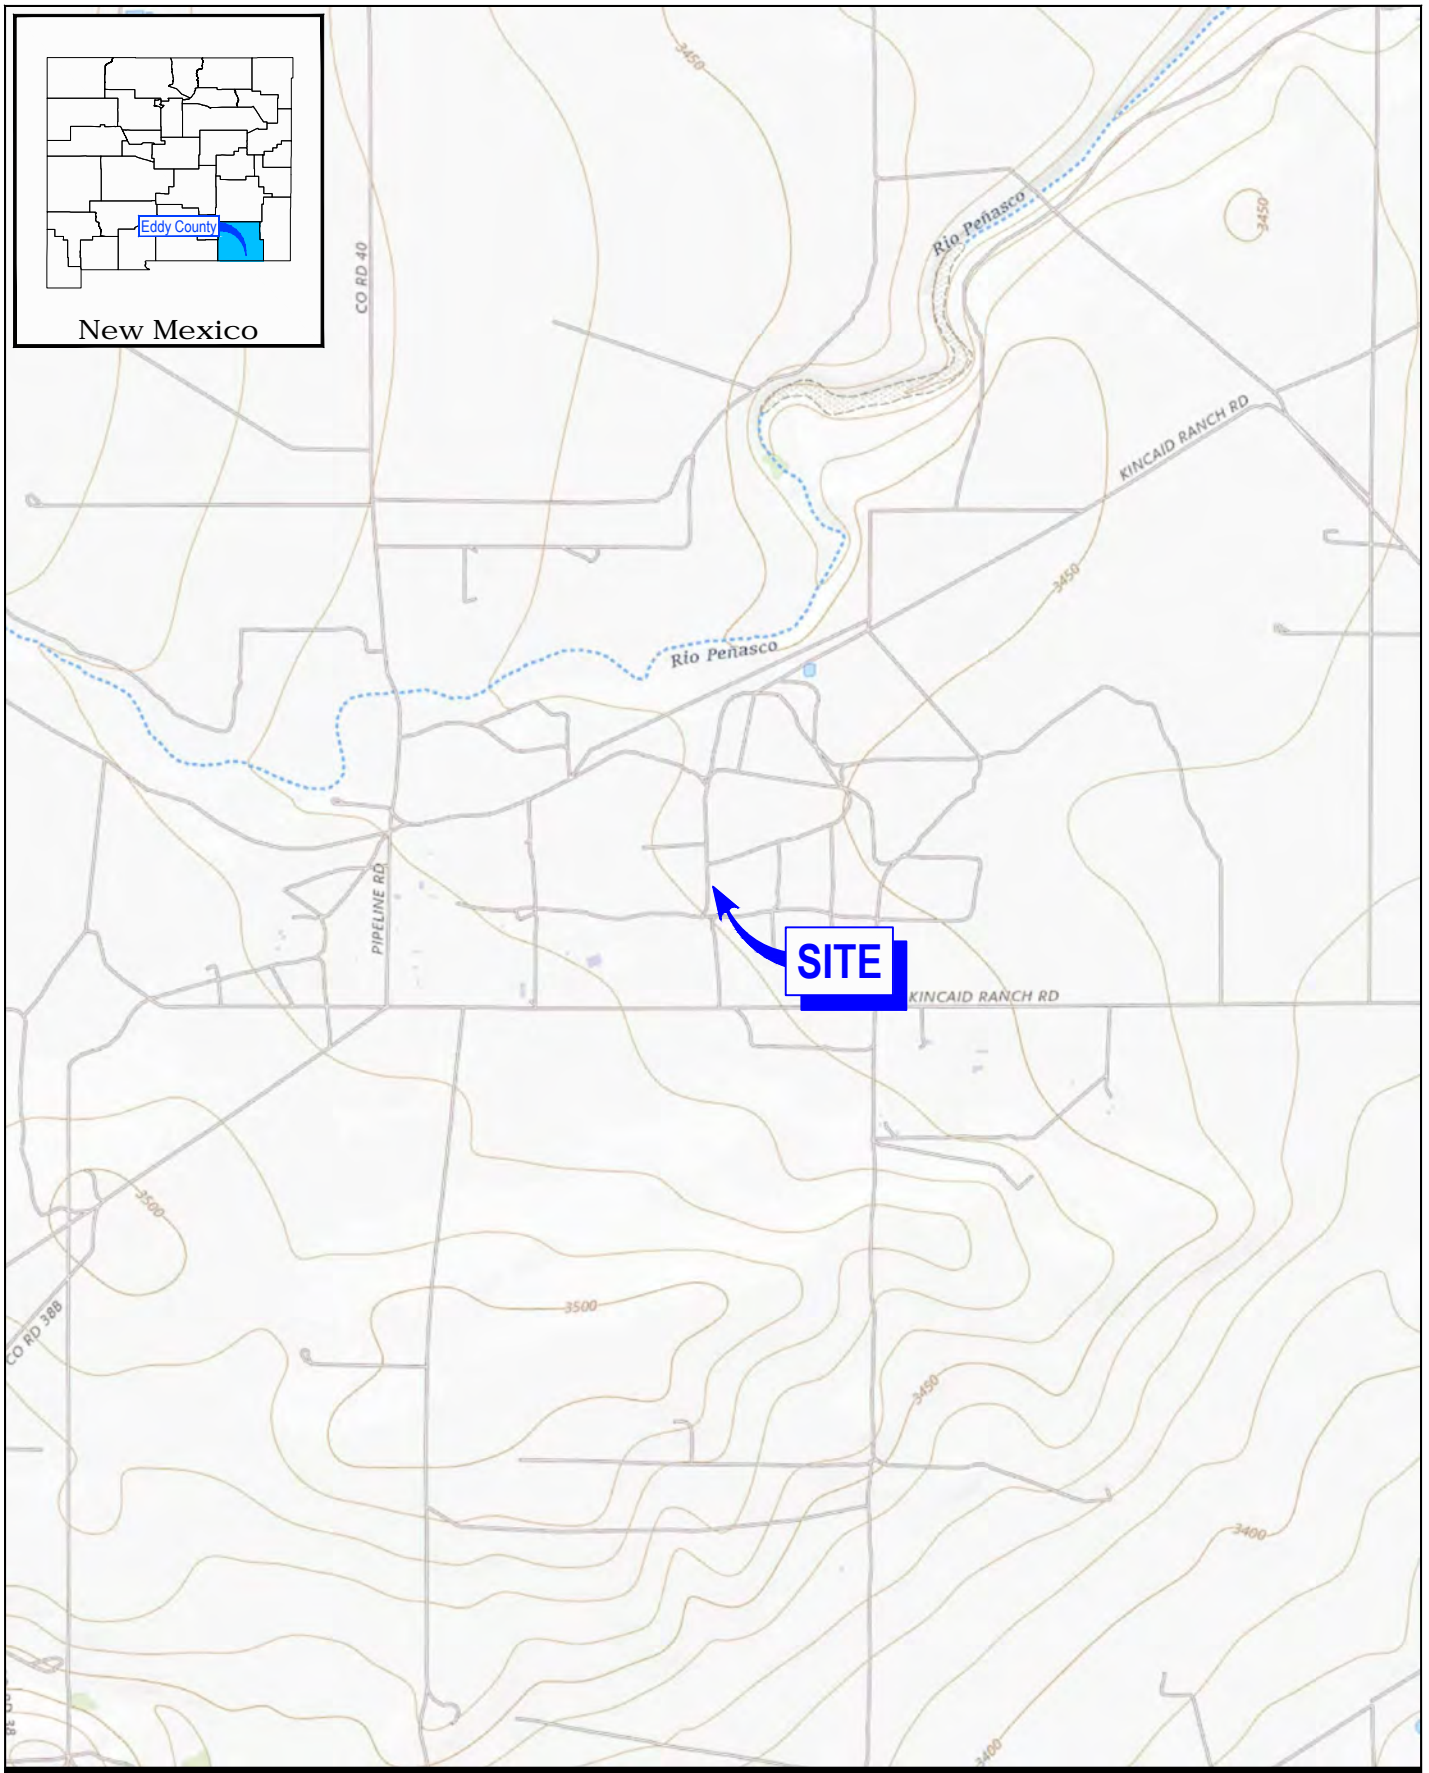 3450
Eddy County
New Mexico
CO RD 40
Rio Peñasco
3450
KINCAID RANCH RD
3450
Rio Peñasco
PIPELINE RD
SITE
KINCAID RANCH RD
3500
3500
CO RD 38B
3450
3400
3400